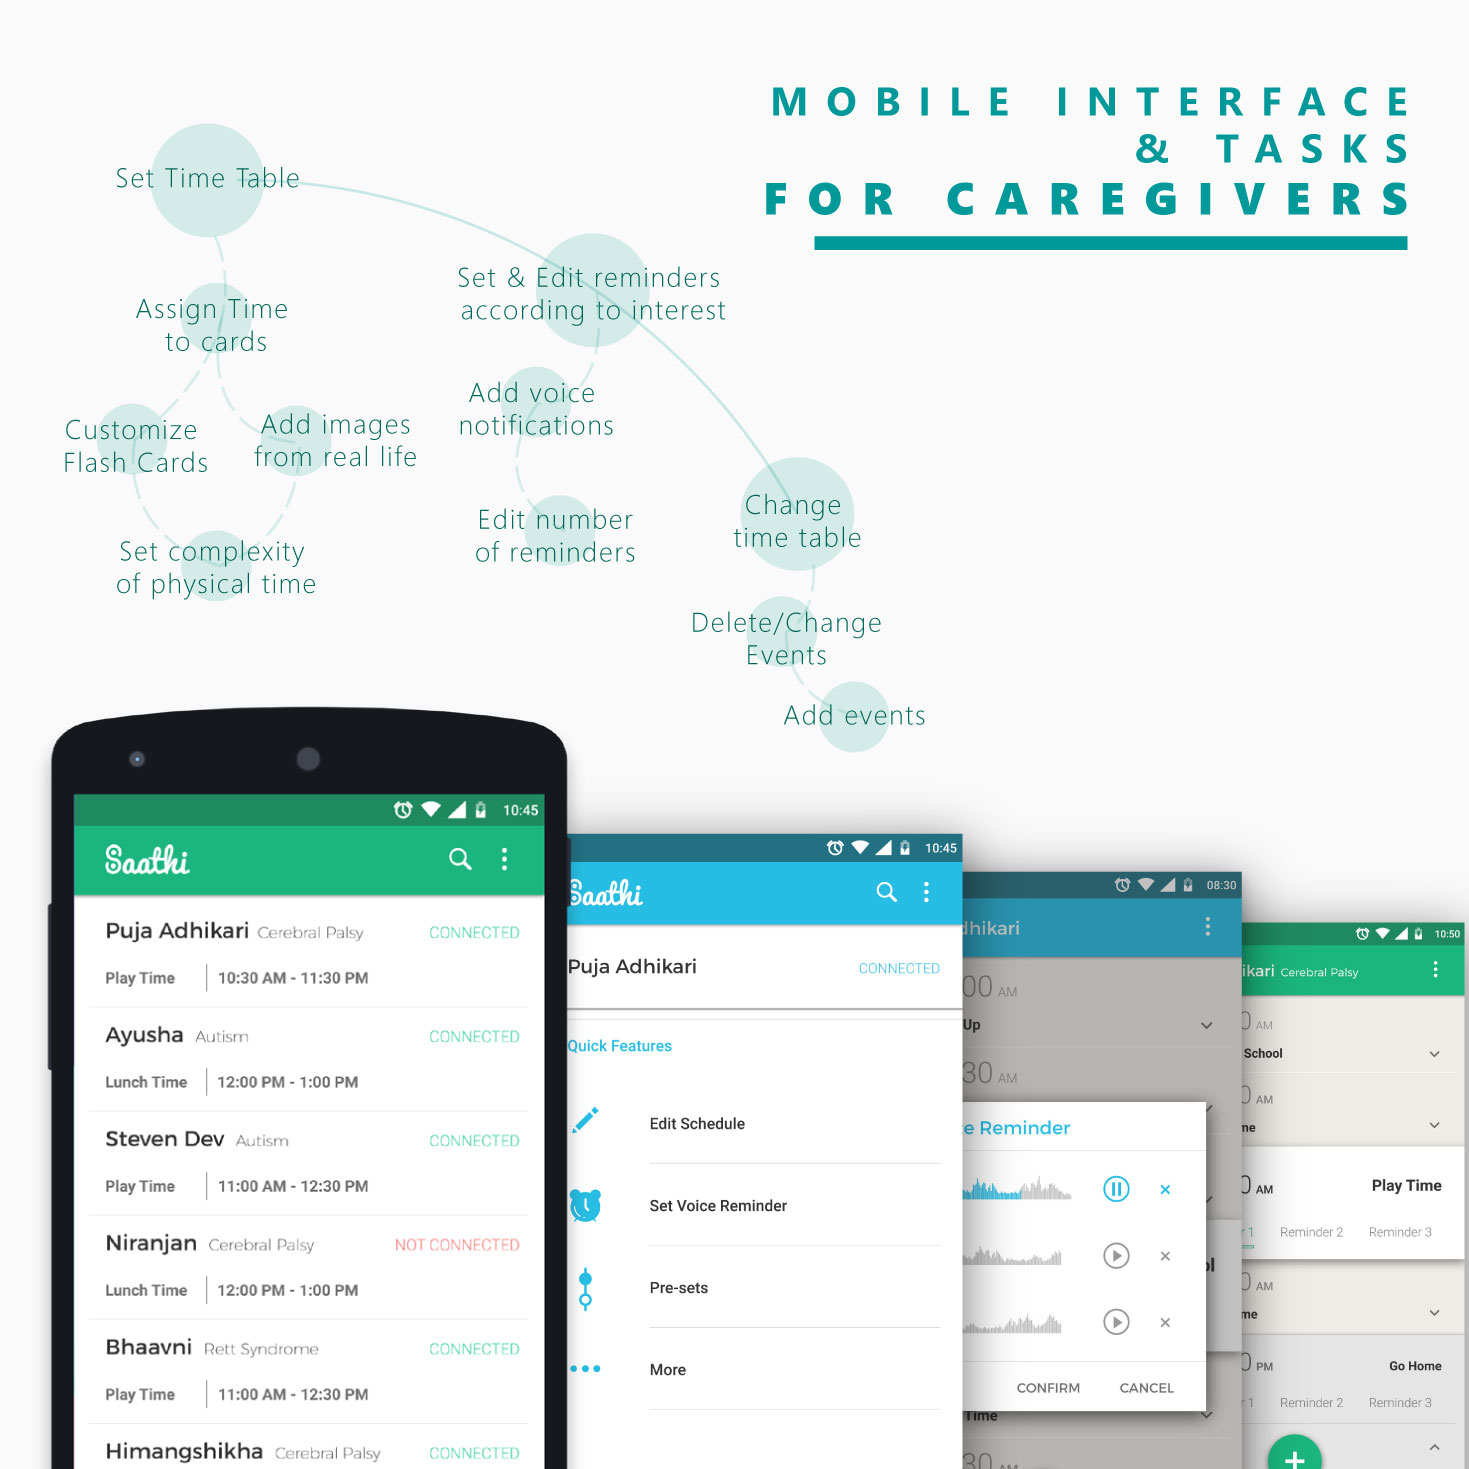 MOBILE INTERFACE
& TASKS
FOR CAREGIVERS
Set Time Table
Assign Time
to cards
Customize
Flash Cards
Add images
from real life
Set complexity
of physical time
Set & Edit reminders
according to interest
Add voice
notifications
Edit number
of reminders
Change
time table
Delete/Change
Events
Add events
10:45
Saathi
Puja Adhikari Cerebral Palsy CONNECTED
Play Time 10:30 AM - 11:30 PM
Ayusha Autism CONNECTED
Lunch Time 12:00 PM - 1:00 PM
Steven Dev Autism CONNECTED
Play Time 11:00 AM - 12:30 PM
Niranjan Cerebral Palsy NOT CONNECTED
Lunch Time 12:00 PM - 1:00 PM
Bhaavni Rett Syndrome CONNECTED
Play Time 11:00 AM - 12:30 PM
Himangshikha Cerebral Palsy CONNECTED
10:45
Saathi
Puja Adhikari CONNECTED
Quick Features
Edit Schedule
Set Voice Reminder
Pre-sets
More
08:30
dhikari
00 AM
Up
30 AM
e Reminder
ol
CONFIRM CANCEL
Time
30 AM
10:50
ikari Cerebral Palsy
0 AM
School
0 AM
me
0 AM Play Time
r 1 Reminder 2 Reminder 3
0 AM
me
0 PM Go Home
r 1 Reminder 2 Reminder 3
+